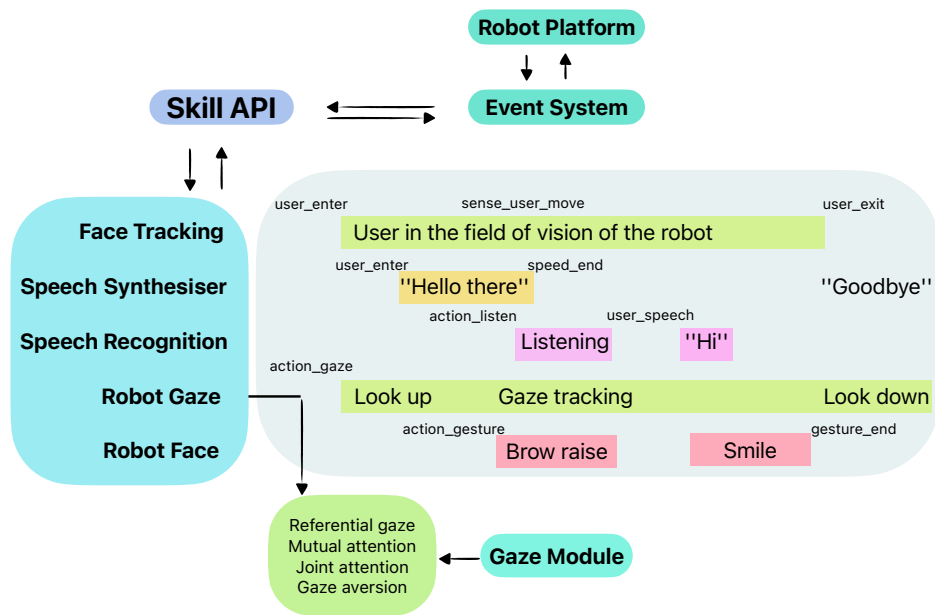 Robot Platform
Skill API
Event System
user_enter
sense_user_move
user_exit
Face Tracking
User in the field of vision of the robot
user_enter
speed_end
Speech Synthesiser
''Hello there''
''Goodbye''
action_listen
user_speech
Speech Recognition
Listening
''Hi''
action_gaze
Robot Gaze
Look up
Gaze tracking
Look down
action_gesture
gesture_end
Robot Face
Brow raise
Smile
Referential gaze
Mutual attention
Joint attention
Gaze aversion
Gaze Module